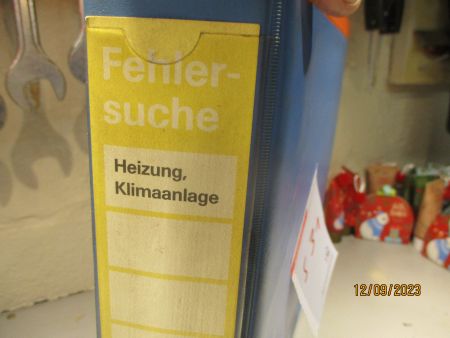 Fehler-
suche
Heizung,
Klimaanlage
12/09/2023